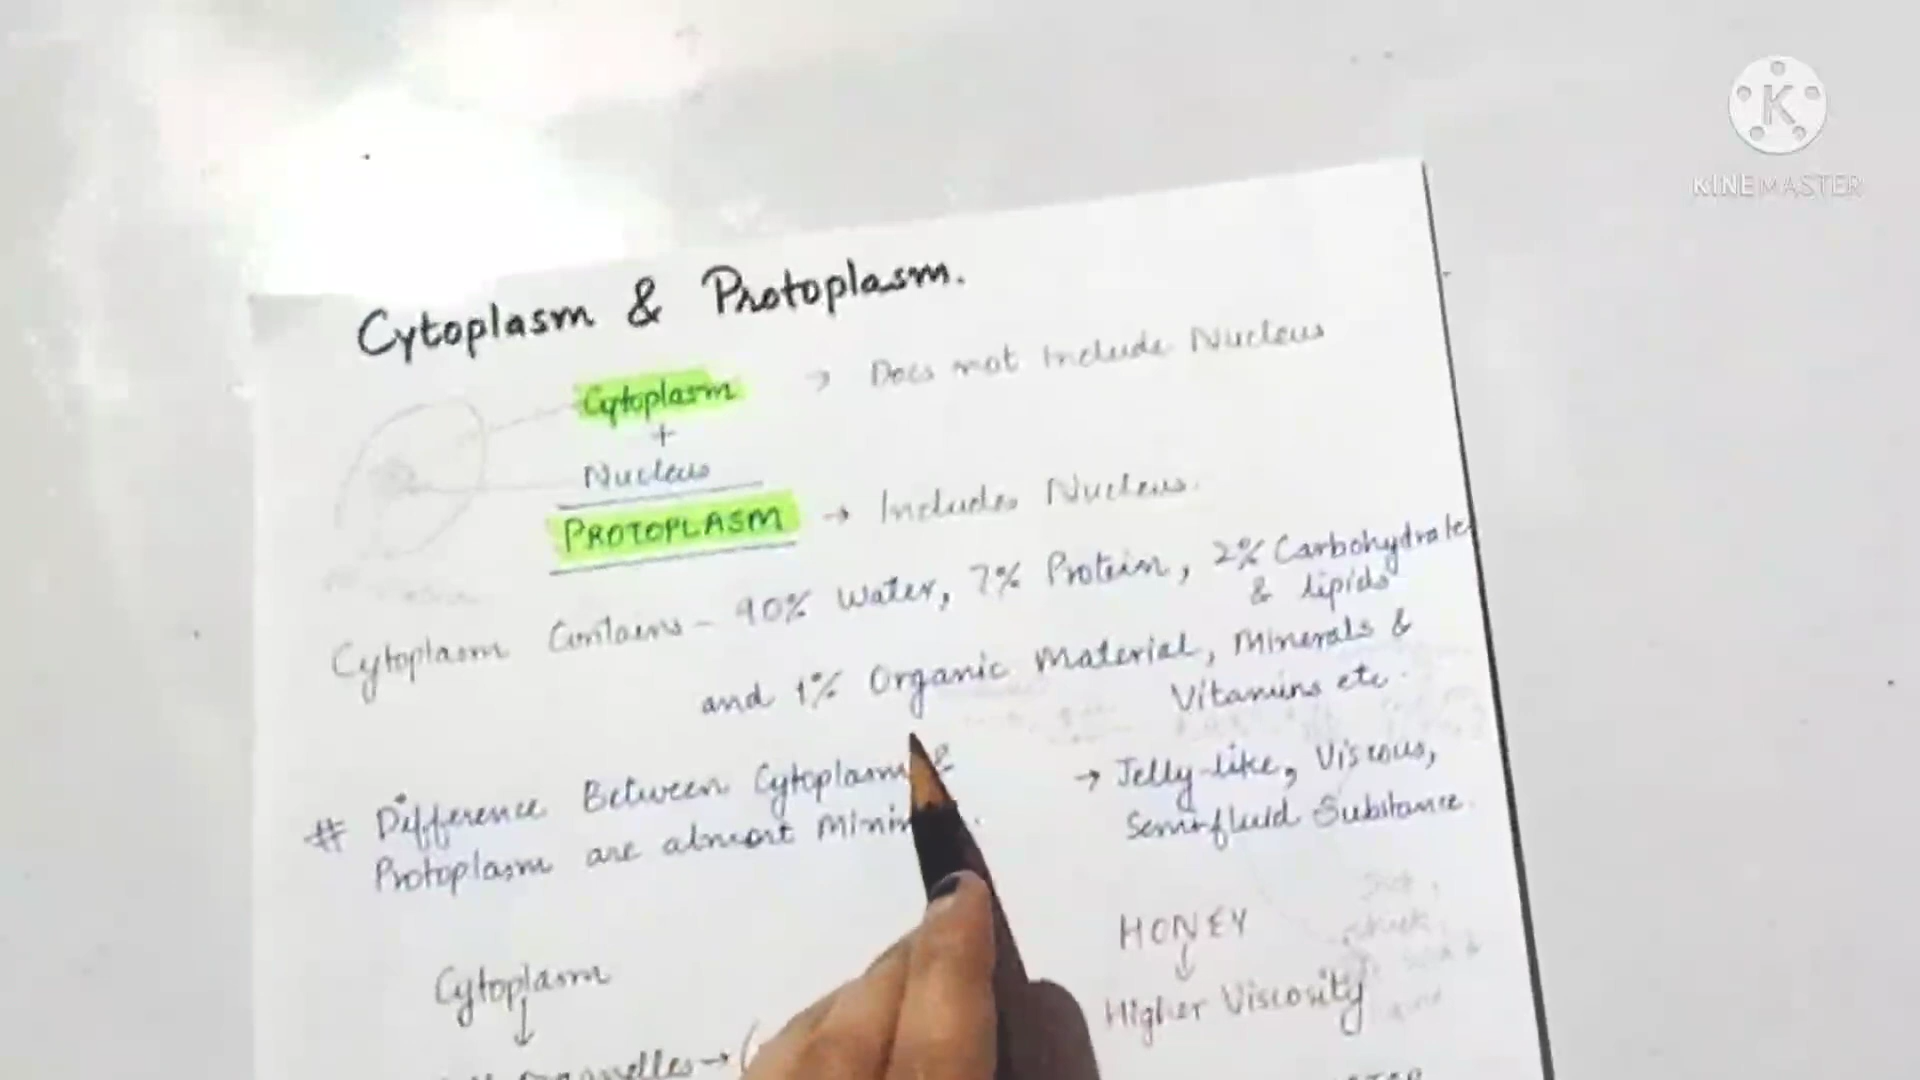 K
KINEMASTER
Cytoplasm & Protoplasm.
Cytoplasm → Does not Include Nucleus
+
Nucleus
PROTOPLASM → Includes Nucleus.
Cytoplasm Contains - 90% Water, 7% Protein, 2% Carbohydrate
& lipids
and 1% Organic Material, Minerals &
Vitamins etc.
# Difference Between Cytoplasm &
Protoplasm are almost
→ Jelly-like, Viscous,
Semifluid Substance.
HONEY
↓
Higher Viscosity
Cytoplasm
↓